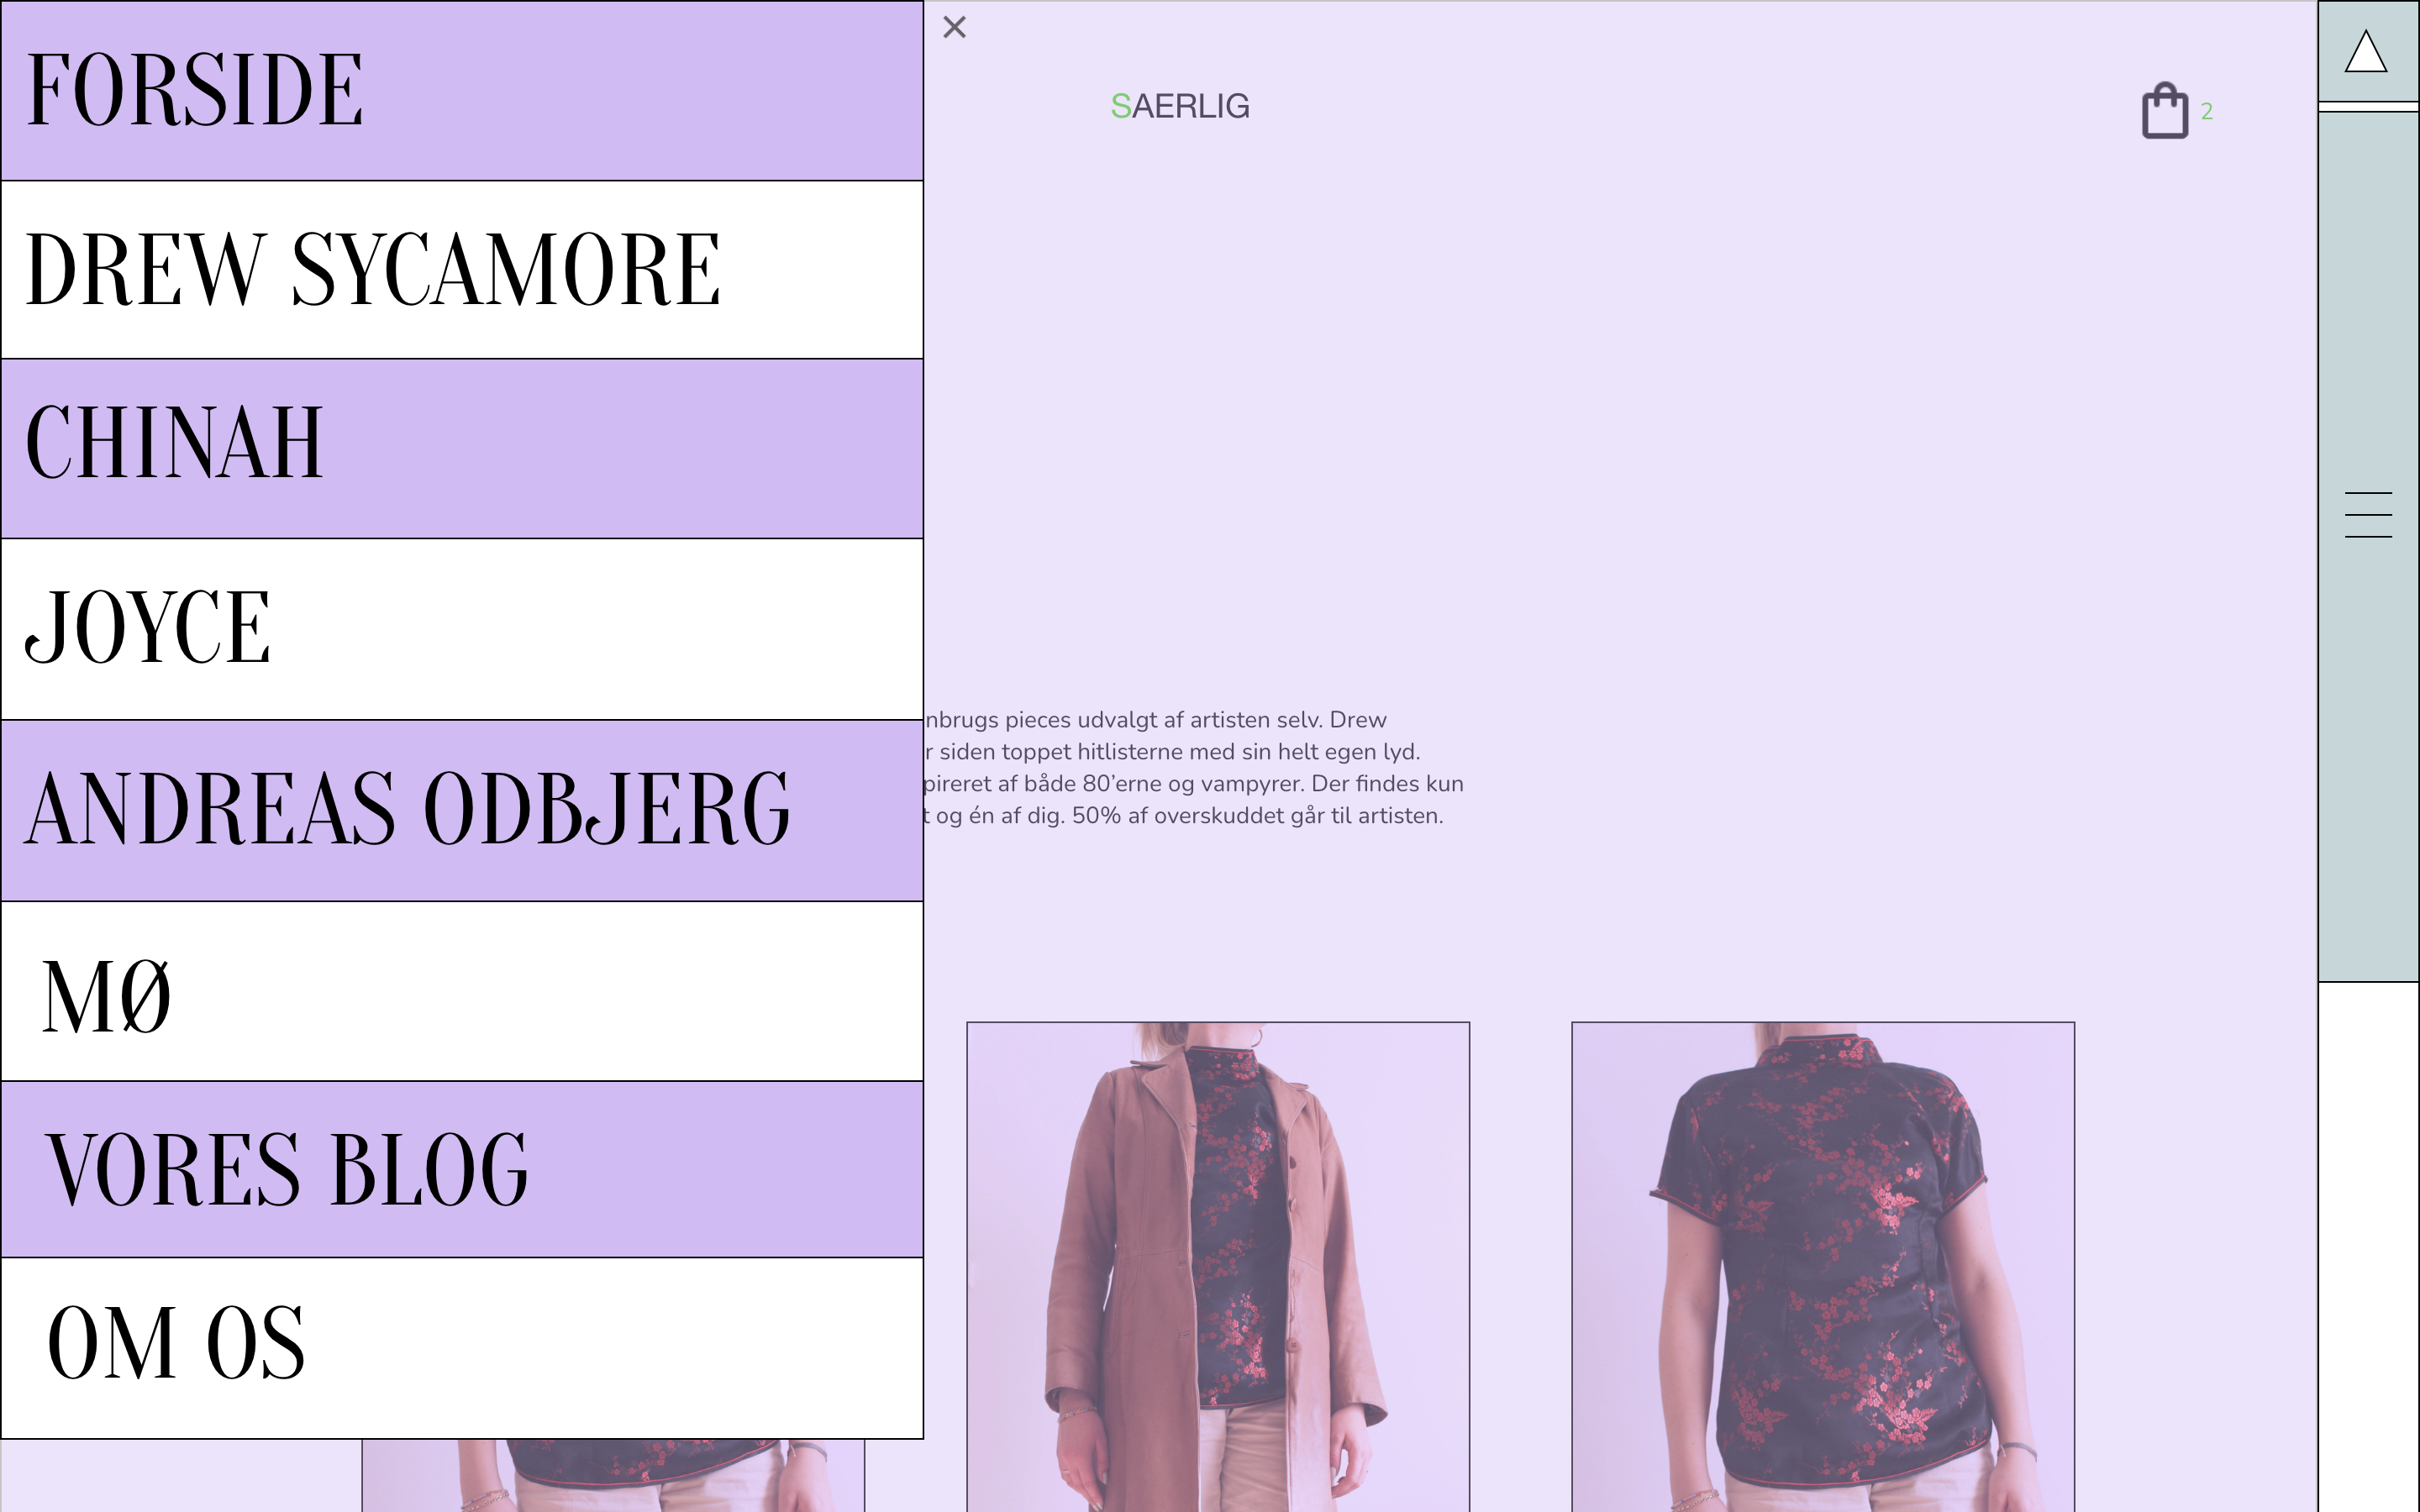 FORSIDE
DREW SYCAMORE
CHINAH
JOYCE
ANDREAS ODBJERG
MØ
VORES BLOG
OM OS
SAERLIG
2
nbrugs pieces udvalgt af artisten selv. Drew
r siden toppet hitlisterne med sin helt egen lyd.
pireret af både 80’erne og vampyrer. Der findes kun
t og én af dig. 50% af overskuddet går til artisten.